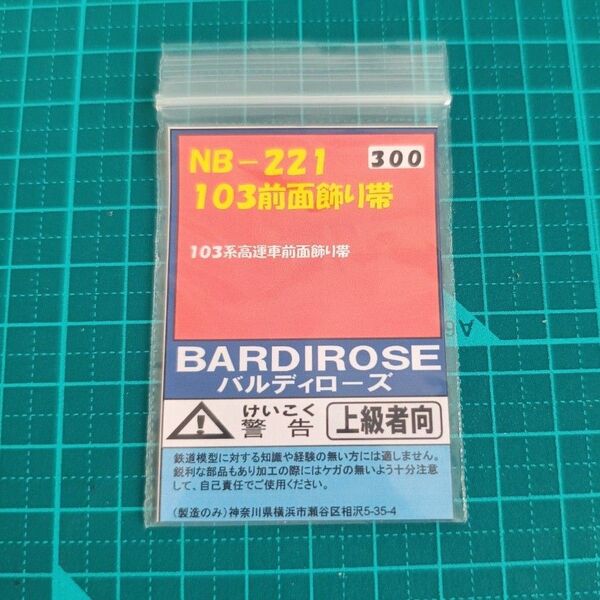 NB-221
300
103前面飾り帯
103系高運車前面飾り帯
BARDIROSE
バルディローズ
けいこく
警告
上級者向
鉄道模型に対する知識や経験の無い方には適しません。
鋭利な部品もあり加工の際にはケガの無いよう十分注意
して、自己責任でご使用ください。
(製造のみ)神奈川県横浜市瀬谷区相沢5-35-4
A6